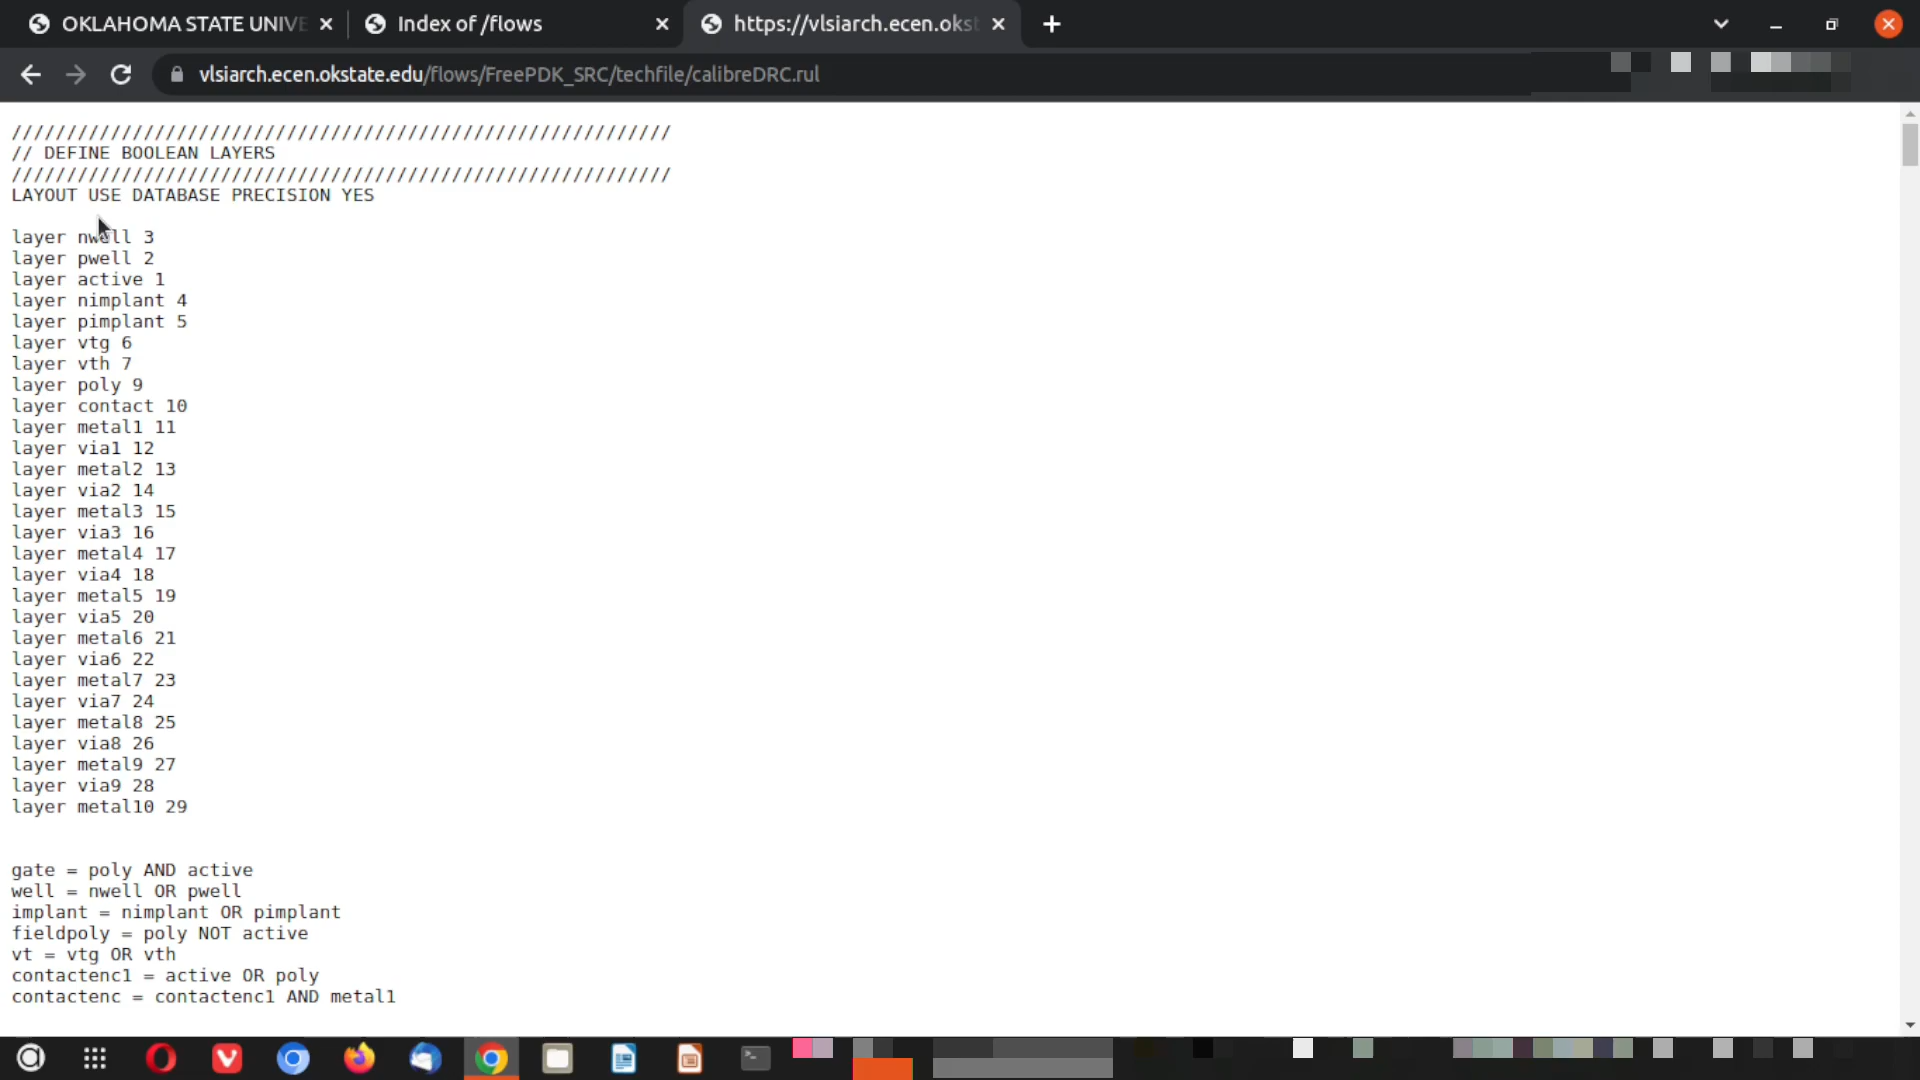 OKLAHOMA STATE UNIVE
Index of /flows
https://vlsiarch.ecen.okst
vlsiarch.ecen.okstate.edu/flows/FreePDK_SRC/techfile/calibreDRC.rul
////////////////////////////////////////////////////////////
// DEFINE BOOLEAN LAYERS
////////////////////////////////////////////////////////////
LAYOUT USE DATABASE PRECISION YES
layer nwell 3
layer pwell 2
layer active 1
layer nimplant 4
layer pimplant 5
layer vtg 6
layer vth 7
layer poly 9
layer contact 10
layer metal1 11
layer via1 12
layer metal2 13
layer via2 14
layer metal3 15
layer via3 16
layer metal4 17
layer via4 18
layer metal5 19
layer via5 20
layer metal6 21
layer via6 22
layer metal7 23
layer via7 24
layer metal8 25
layer via8 26
layer metal9 27
layer via9 28
layer metal10 29
gate = poly AND active
well = nwell OR pwell
implant = nimplant OR pimplant
fieldpoly = poly NOT active
vt = vtg OR vth
contactenc1 = active OR poly
contactenc = contactenc1 AND metal1